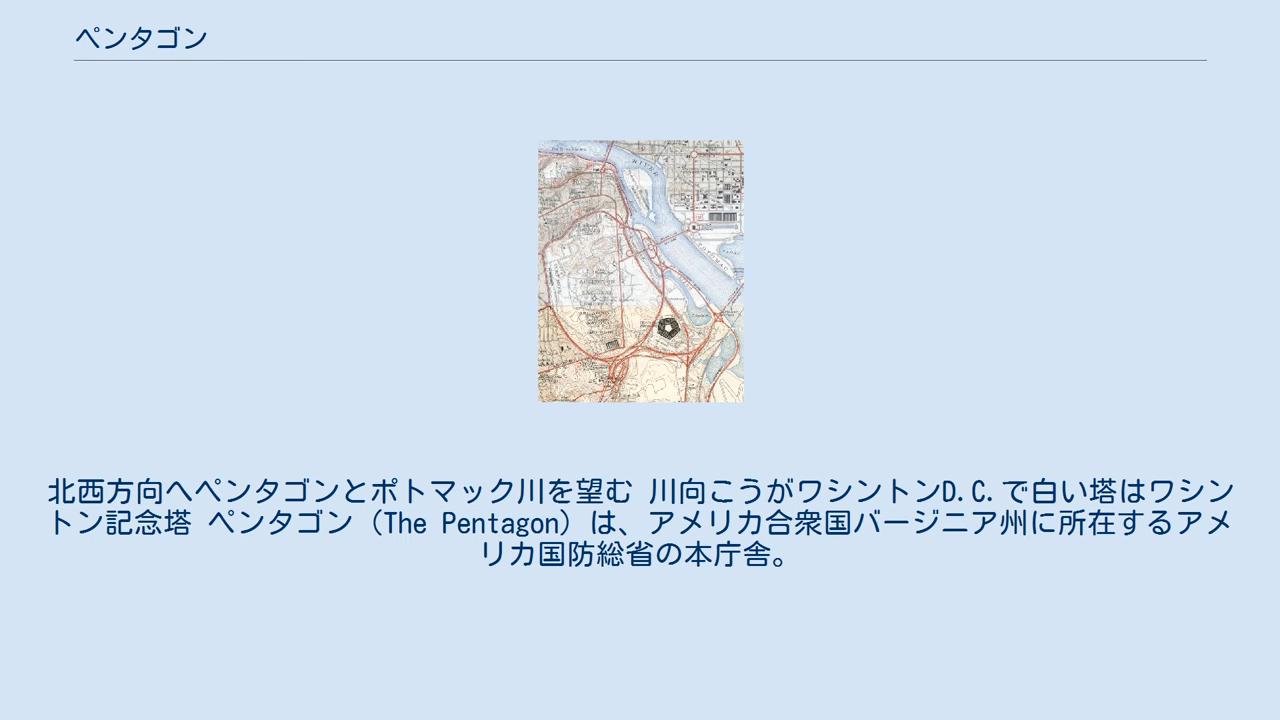 ペンタゴン
RIVER
北西方向へペンタゴンとポトマック川を望む 川向こうがワシントンD.C.で白い塔はワシン
トン記念塔 ペンタゴン（The Pentagon）は、アメリカ合衆国バージニア州に所在するアメ
リカ国防総省の本庁舎。